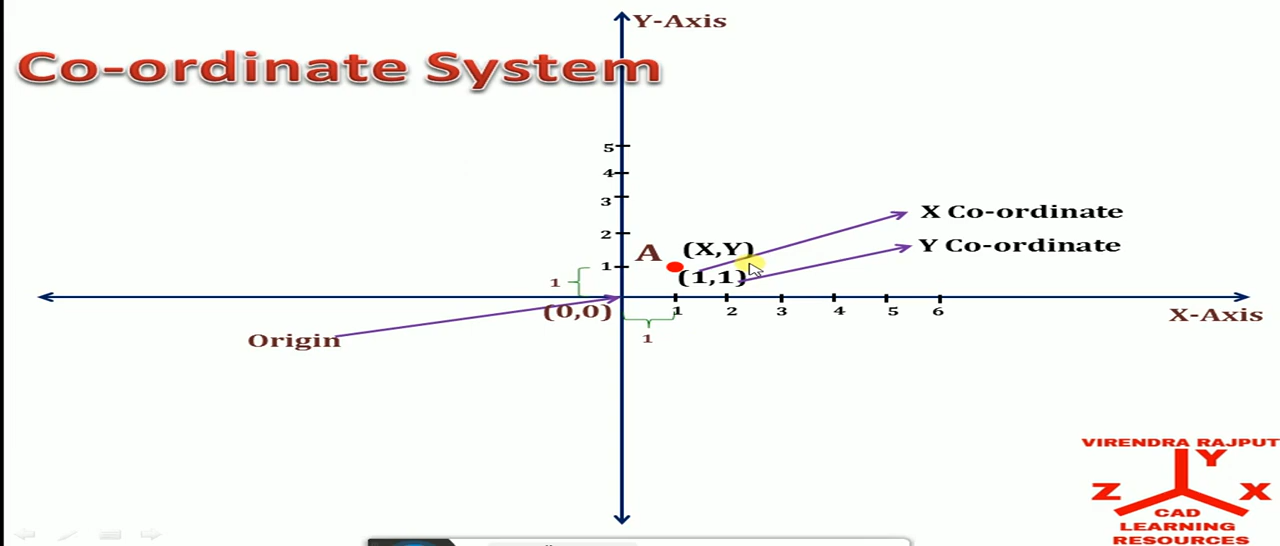 Y-Axis
Co-ordinate System
5
4
3
2
1
A
(X,Y)
(1,1)
X Co-ordinate
Y Co-ordinate
1
(0,0)
1 2 3 4 5 6
X-Axis
Origin
1
VIRENDRA RAJPUT
Y
Z X
CAD
LEARNING
RESOURCES